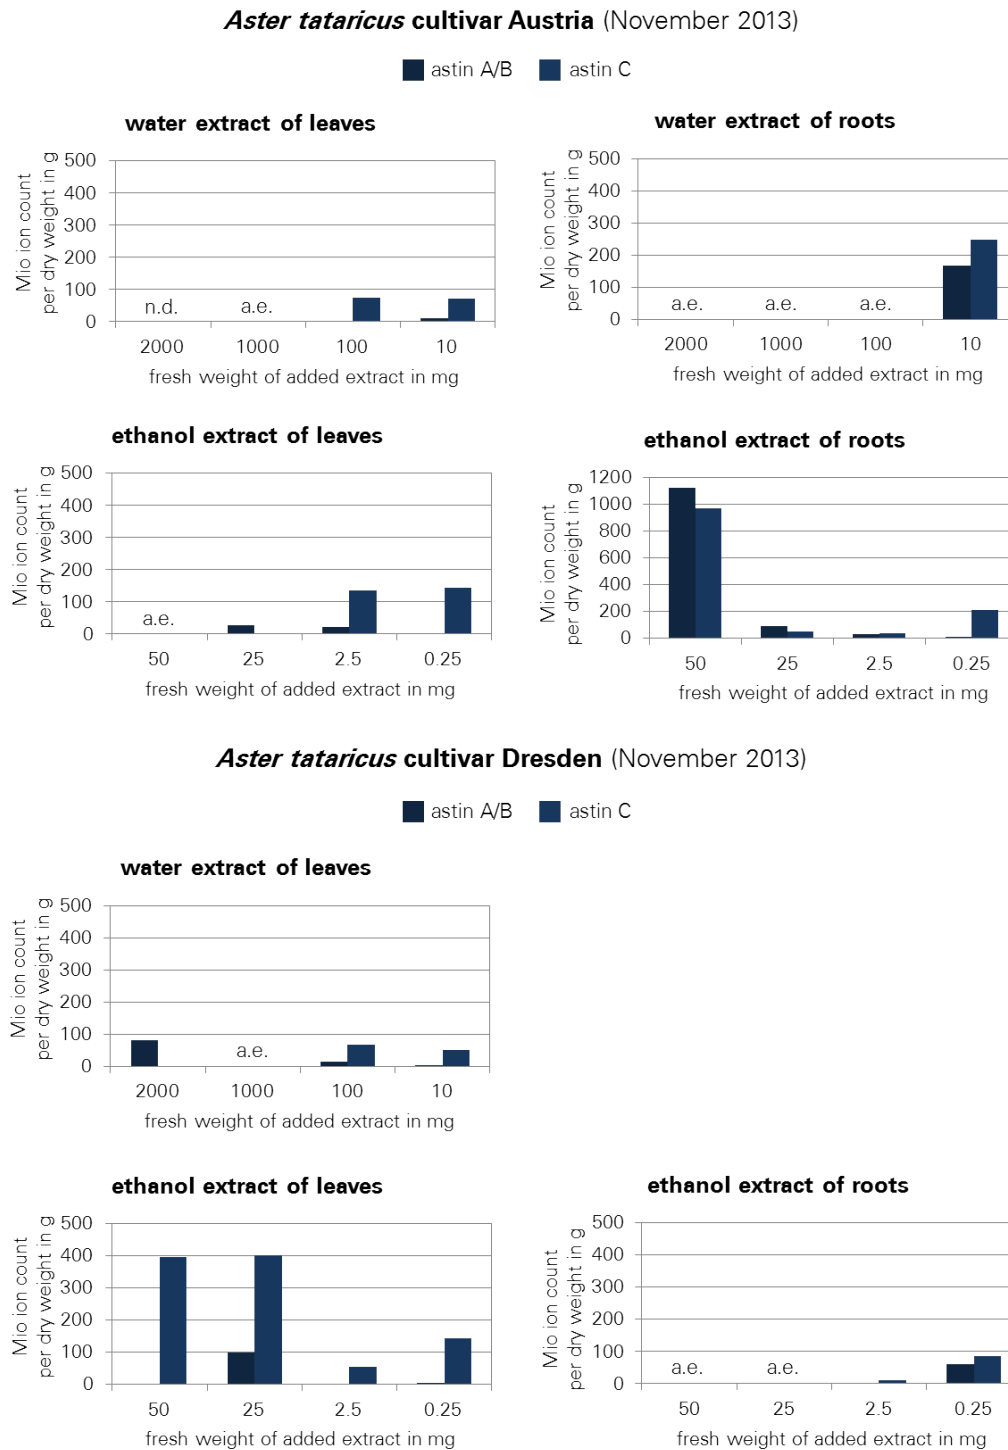 Aster tataricus cultivar Austria (November 2013)
astin A/B astin C
water extract of leaves
Mio ion count
per dry weight in g
500
400
300
200
100
0
n.d. a.e.
2000 1000 100 10
fresh weight of added extract in mg
water extract of roots
Mio ion count
per dry weight in g
500
400
300
200
100
0
a.e. a.e. a.e.
2000 1000 100 10
fresh weight of added extract in mg
ethanol extract of leaves
Mio ion count
per dry weight in g
500
400
300
200
100
0
a.e.
50 25 2.5 0.25
fresh weight of added extract in mg
ethanol extract of roots
Mio ion count
per dry weight in g
1200
1000
800
600
400
200
0
50 25 2.5 0.25
fresh weight of added extract in mg
Aster tataricus cultivar Dresden (November 2013)
astin A/B astin C
water extract of leaves
Mio ion count
per dry weight in g
500
400
300
200
100
0
a.e.
2000 1000 100 10
fresh weight of added extract in mg
ethanol extract of leaves
Mio ion count
per dry weight in g
500
400
300
200
100
0
50 25 2.5 0.25
fresh weight of added extract in mg
ethanol extract of roots
Mio ion count
per dry weight in g
500
400
300
200
100
0
a.e. a.e.
50 25 2.5 0.25
fresh weight of added extract in mg